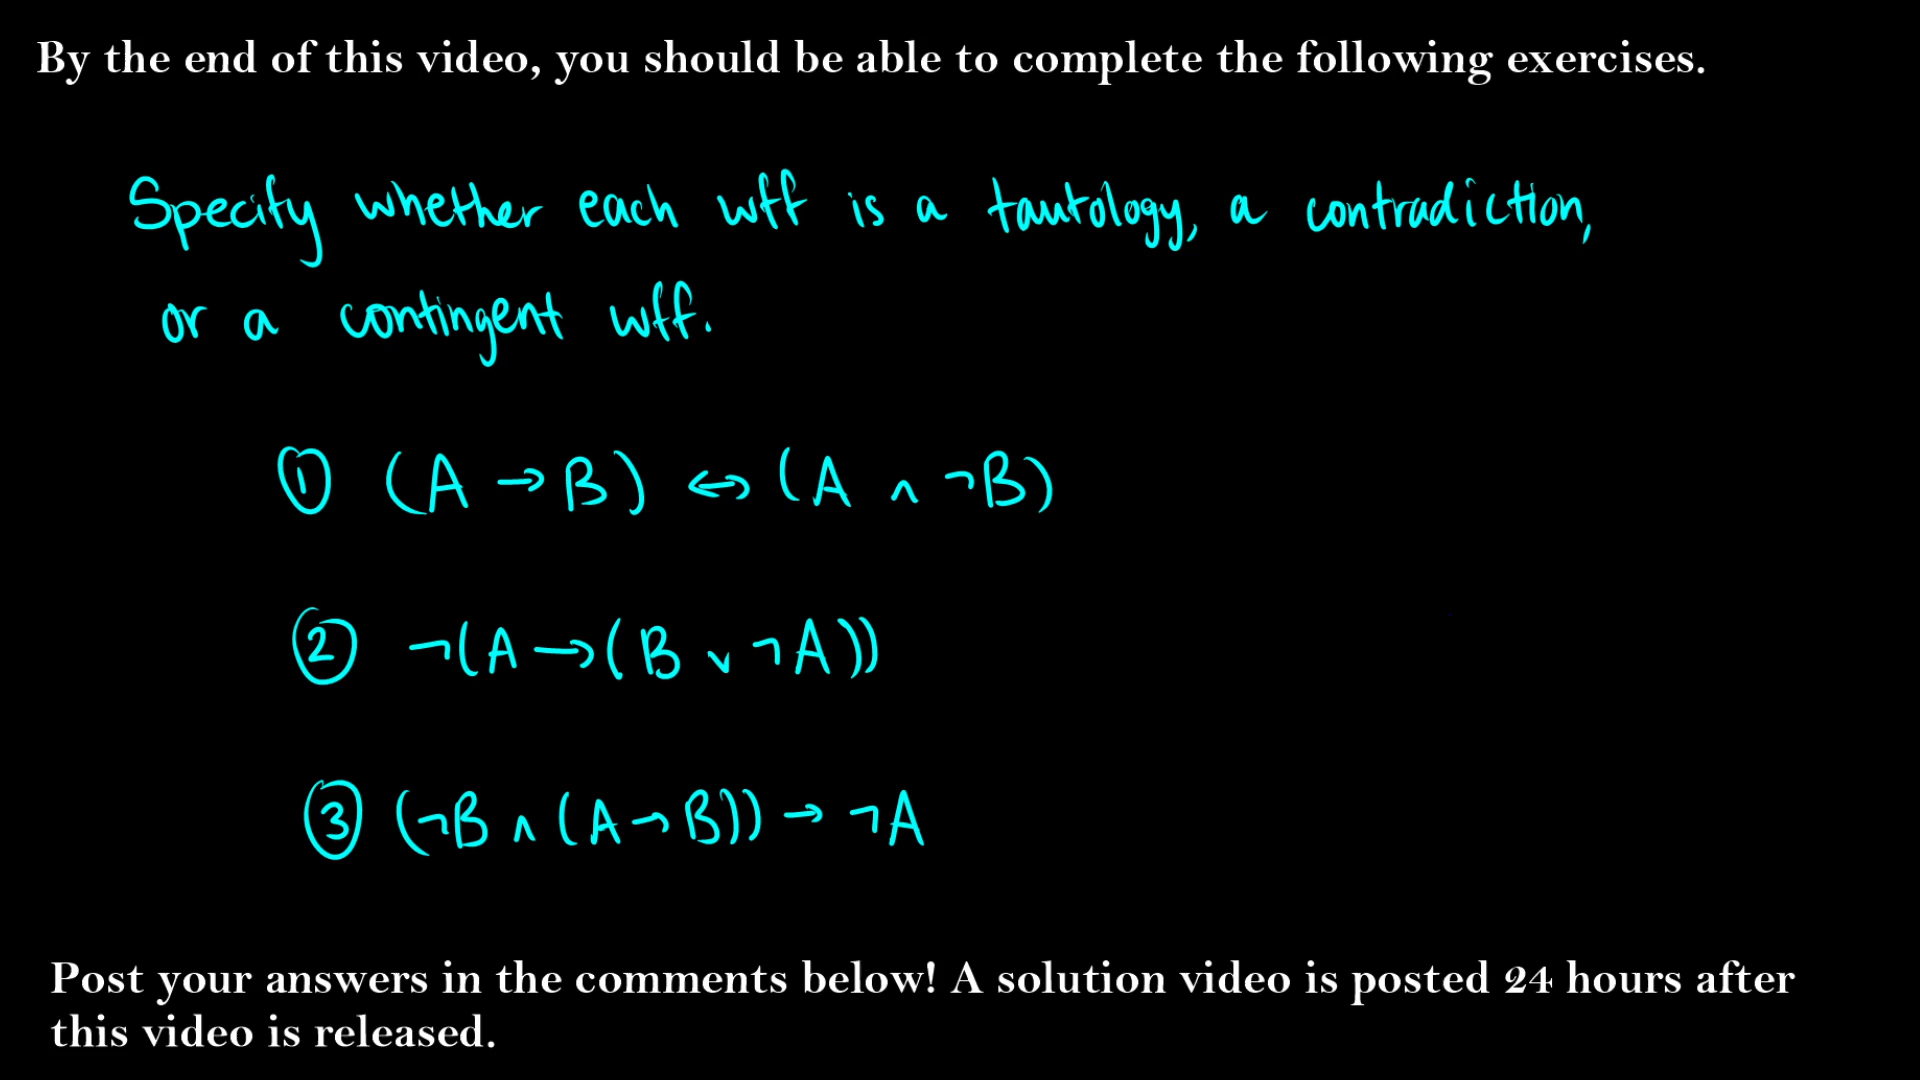 By the end of this video, you should be able to complete the following exercises.
Specify whether each wff is a tautology, a contradiction,
or a contingent wff.
① (A → B) ↔ (A ∧ ¬B)
② ¬(A → (B ∨ ¬A))
③ (¬B ∧ (A → B)) → ¬A
Post your answers in the comments below! A solution video is posted 24 hours after
this video is released.